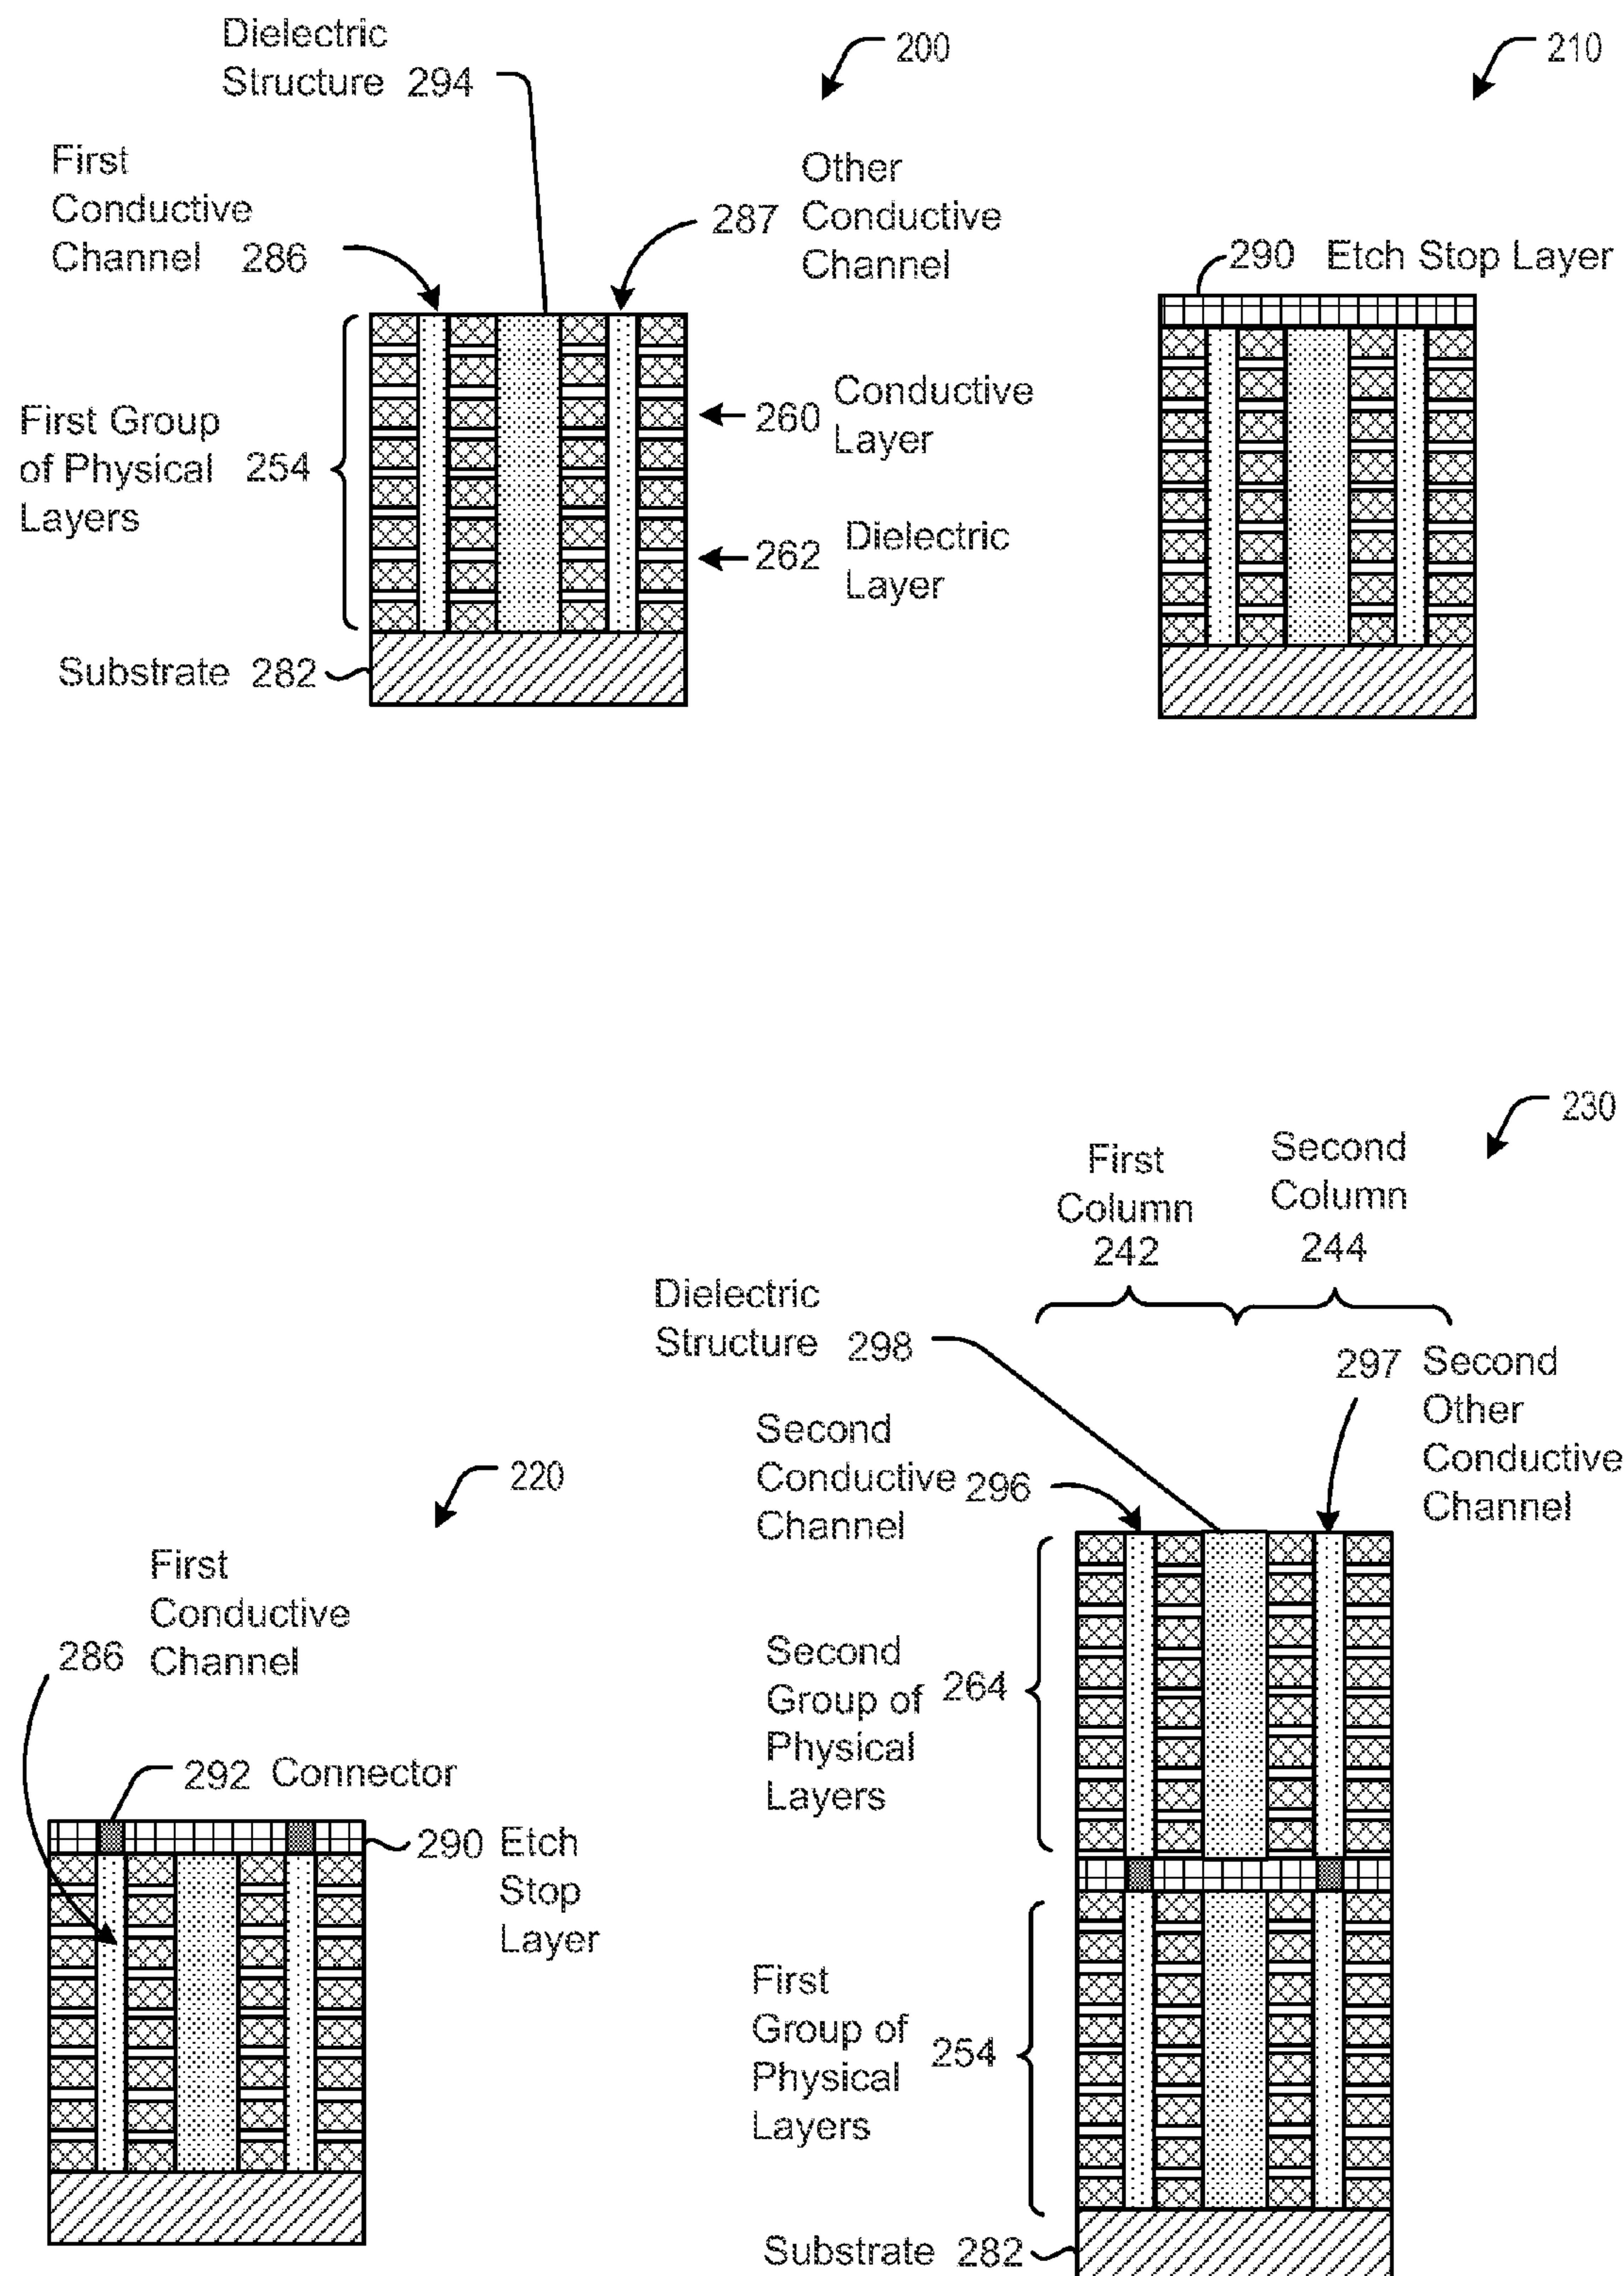 Dielectric
Structure 294
200
First
Conductive
Channel 286
287 Other
Conductive
Channel
First Group
of Physical
Layers
254
260 Conductive
Layer
262 Dielectric
Layer
Substrate 282
210
290 Etch Stop Layer
220
First
Conductive
Channel
286
292 Connector
290 Etch
Stop
Layer
230
First
Column
242
Second
Column
244
Dielectric
Structure 298
297 Second
Other
Conductive
Channel
Second
Conductive
Channel
296
Second
Group of
Physical
Layers
264
First
Group of
Physical
Layers
254
Substrate 282